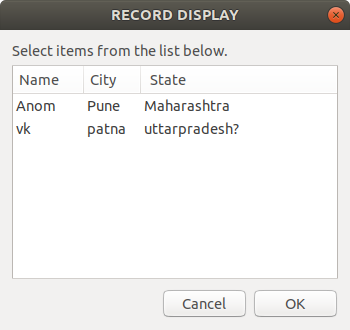 RECORD DISPLAY
Select items from the list below.
Name City State
Anom Pune Maharashtra
vk patna uttarpradesh?
Cancel OK